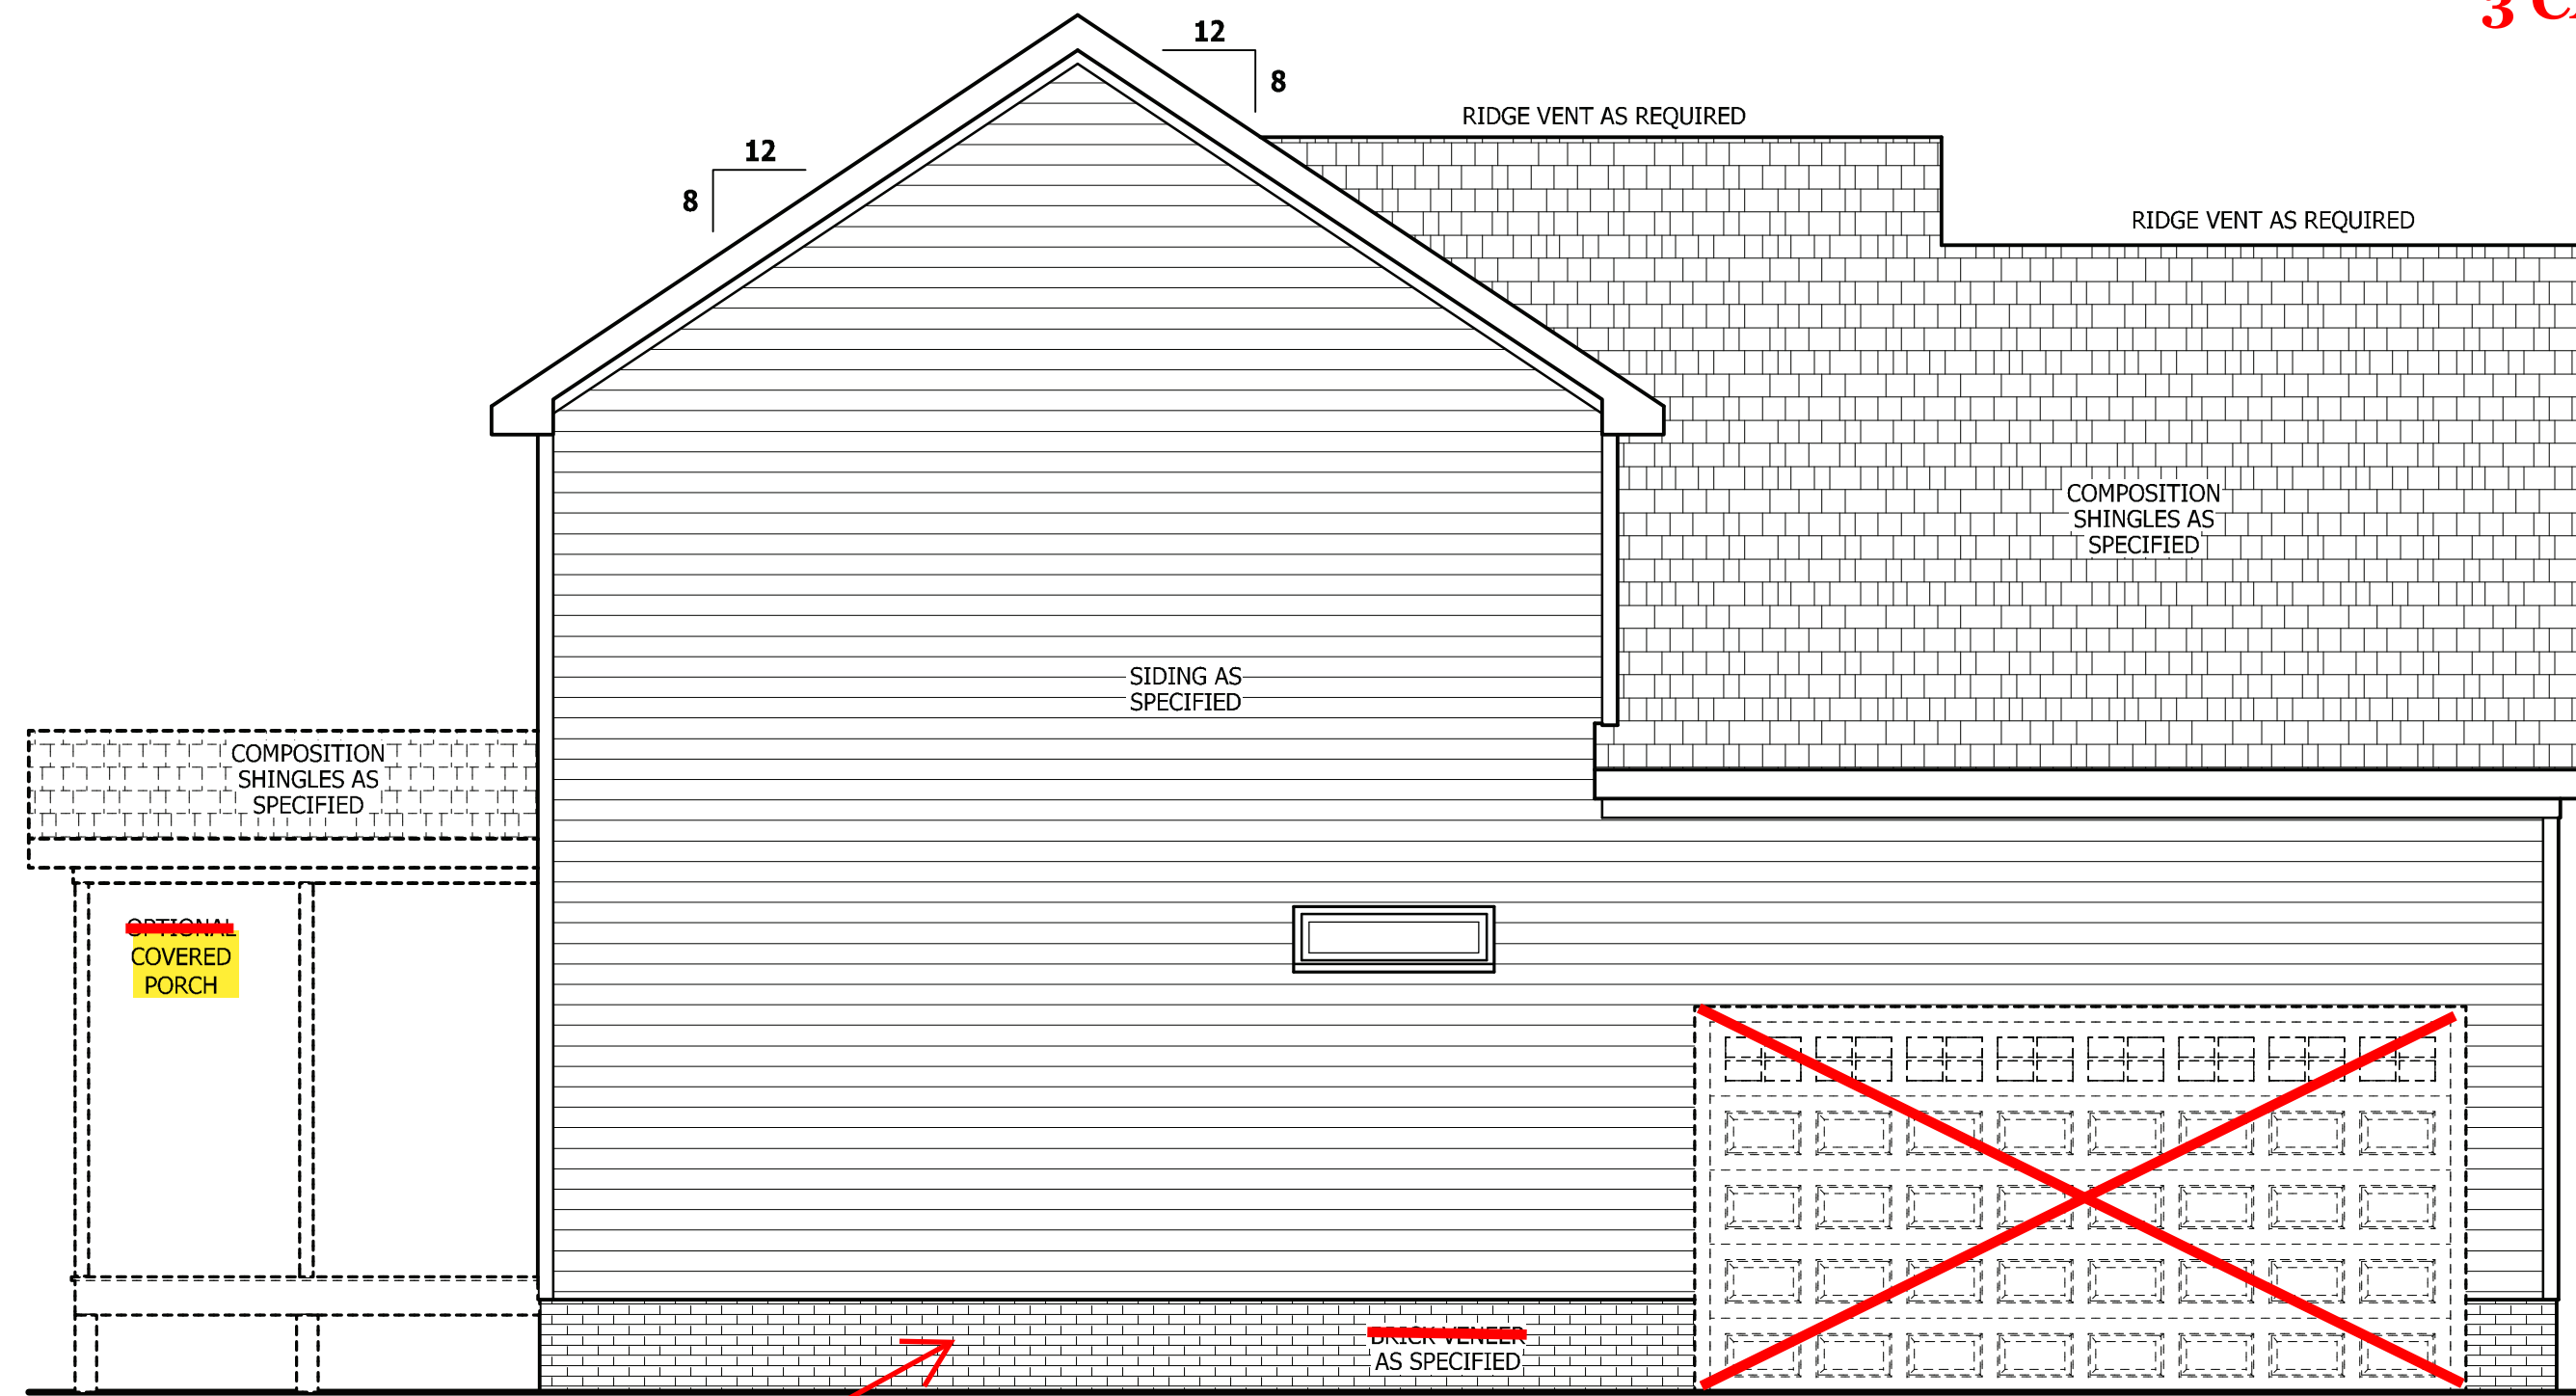 3
12
8
RIDGE VENT AS REQUIRED
12
8
RIDGE VENT AS REQUIRED
COMPOSITION
SHINGLES AS
SPECIFIED
SIDING AS
SPECIFIED
COMPOSITION
SHINGLES AS
SPECIFIED
OPTIONAL
COVERED
PORCH
BRICK VENEER
AS SPECIFIED